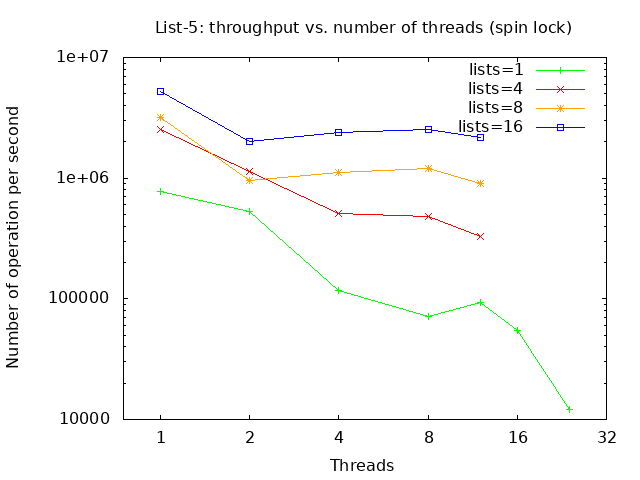 List-5: throughput vs. number of threads (spin lock)
1e+07
lists=1
lists=4
lists=8
lists=16
Number of operation per second
1e+06
100000
10000
1 2 4 8 16 32
Threads